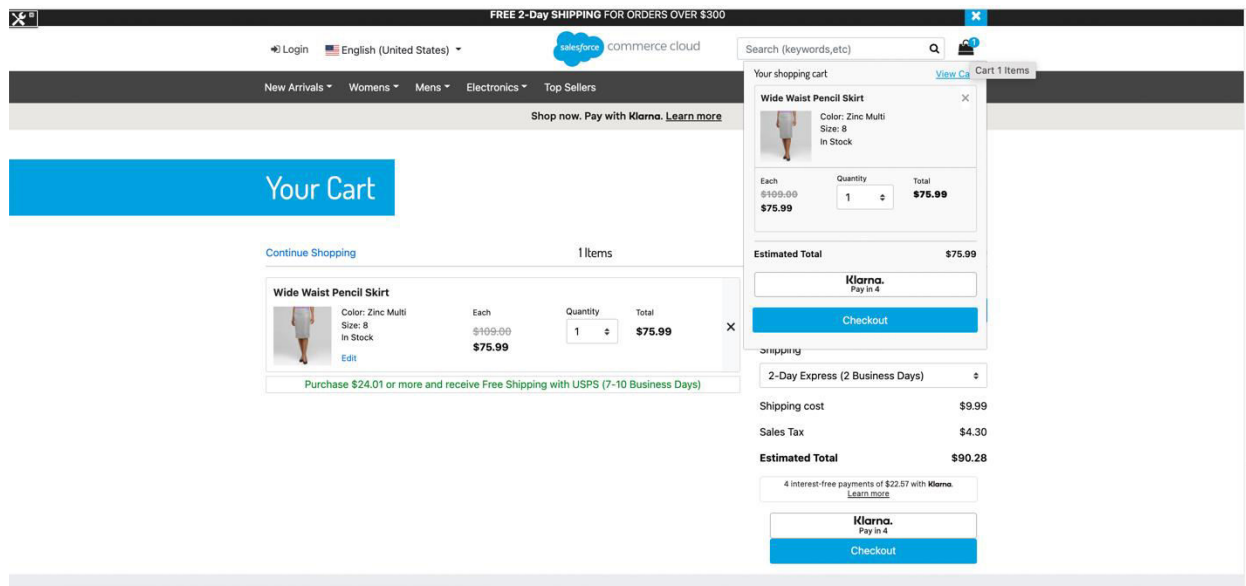 FREE 2-Day SHIPPING FOR ORDERS OVER $300
Login English (United States) salesforce commerce cloud Search (keywords,etc) 1
Cart 1 Items
New Arrivals Womens Mens Electronics Top Sellers
Shop now. Pay with Klarna. Learn more
Your shopping cart View Ca
Wide Waist Pencil Skirt
Color: Zinc Multi
Size: 8
In Stock
Each Quantity Total
$109.00 1 $75.99
$75.99
Estimated Total $75.99
Klarna.
Pay in 4
Checkout
Your Cart
Continue Shopping 1 Items
Wide Waist Pencil Skirt
Color: Zinc Multi Each Quantity Total
Size: 8 $109.00 1 $75.99
In Stock $75.99
Edit
Purchase $24.01 or more and receive Free Shipping with USPS (7-10 Business Days)
Shipping
2-Day Express (2 Business Days)
Shipping cost $9.99
Sales Tax $4.30
Estimated Total $90.28
4 interest-free payments of $22.57 with Klarna.
Learn more
Klarna.
Pay in 4
Checkout